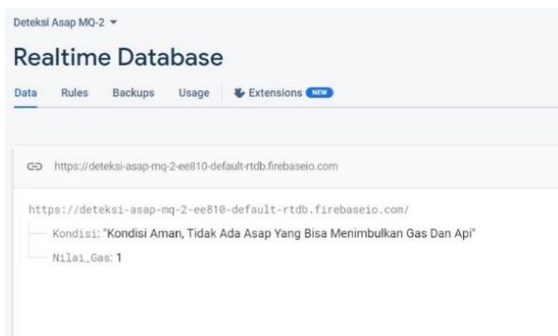 Deteksi Asap MQ-2
Realtime Database
Data Rules Backups Usage Extensions NEW
https://deteksi-asap-mq-2-ee810-default-rtdb.firebaseio.com
https://deteksi-asap-mq-2-ee810-default-rtdb.firebaseio.com/
Kondisi: "Kondisi Aman, Tidak Ada Asap Yang Bisa Menimbulkan Gas Dan Api"
Nilai_Gas: 1